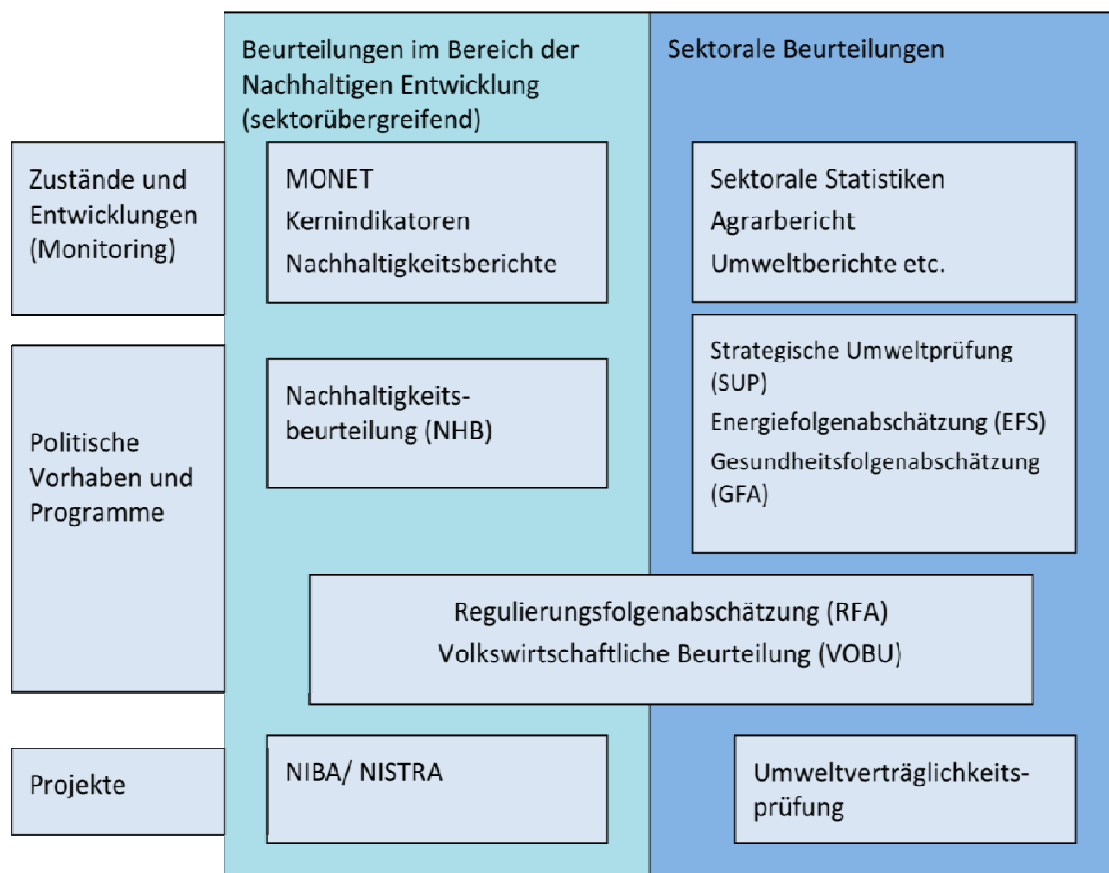 Beurteilungen im Bereich der
Nachhaltigen Entwicklung
(sektorübergreifend)
Sektorale Beurteilungen
Zustände und
Entwicklungen
(Monitoring)
MONET
Kernindikatoren
Nachhaltigkeitsberichte
Sektorale Statistiken
Agrarbericht
Umweltberichte etc.
Politische
Vorhaben und
Programme
Nachhaltigkeits-
beurteilung (NHB)
Strategische Umweltprüfung
(SUP)
Energiefolgenabschätzung (EFS)
Gesundheitsfolgenabschätzung
(GFA)
Regulierungsfolgenabschätzung (RFA)
Volkswirtschaftliche Beurteilung (VOBU)
Projekte
NIBA/ NISTRA
Umweltverträglichkeits-
prüfung